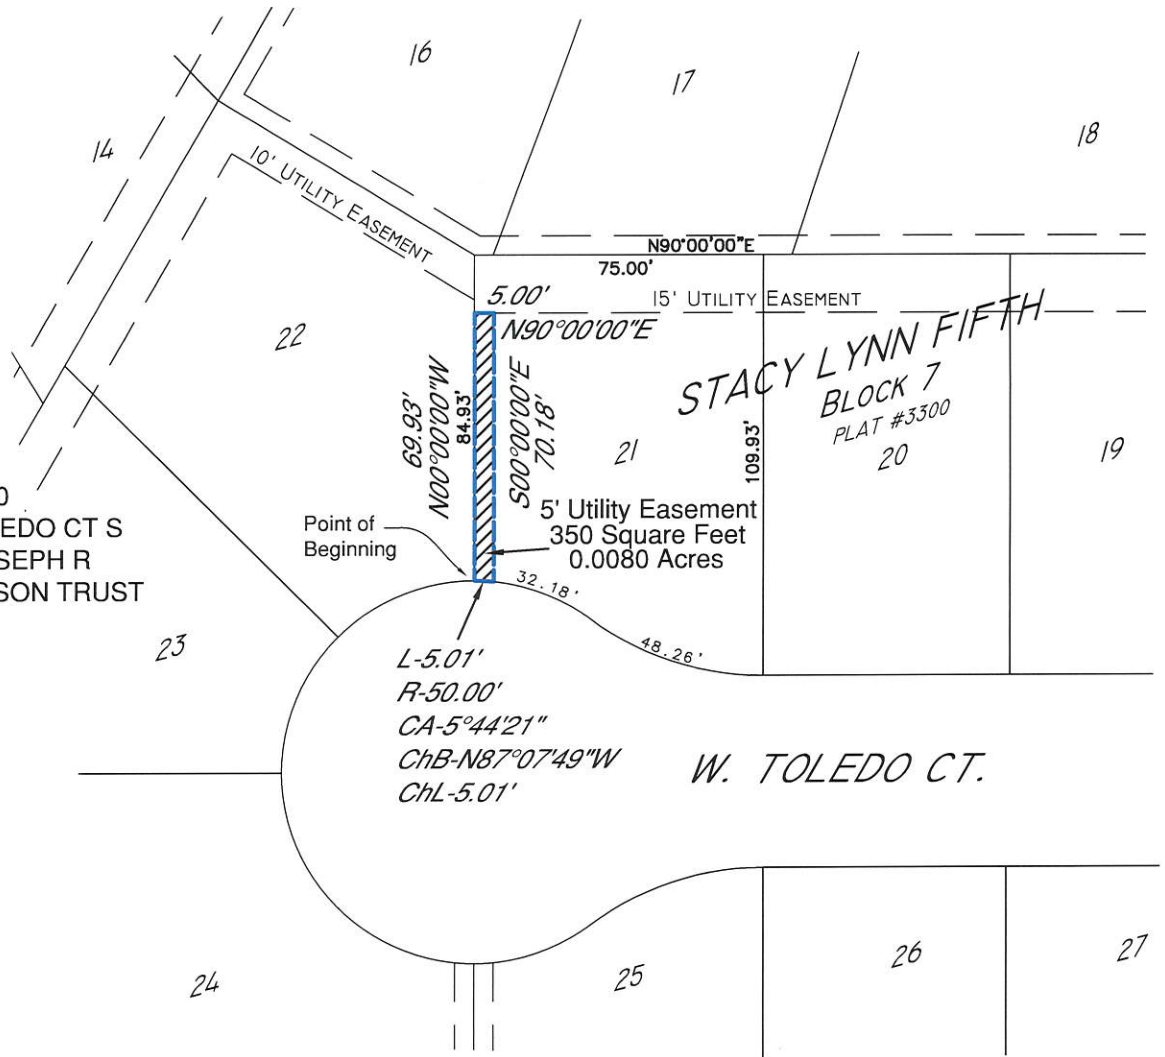 16
17
18
14
10' UTILITY EASEMENT
N90°00'00"E
75.00'
15' UTILITY EASEMENT
5.00'
N90°00'00"E
22
STACY LYNN FIFTH
BLOCK 7
PLAT #3300
69.93'
N00°00'00"W
84.93'
S00°00'00"E
70.18'
21
109.93'
20
19
0
EDO CT S
SEPH R
SON TRUST
5' Utility Easement
350 Square Feet
0.0080 Acres
Point of
Beginning
32.18'
48.26'
23
L-5.01'
R-50.00'
CA-5°44'21"
ChB-N87°07'49"W
ChL-5.01'
W. TOLEDO CT.
24
25
26
27